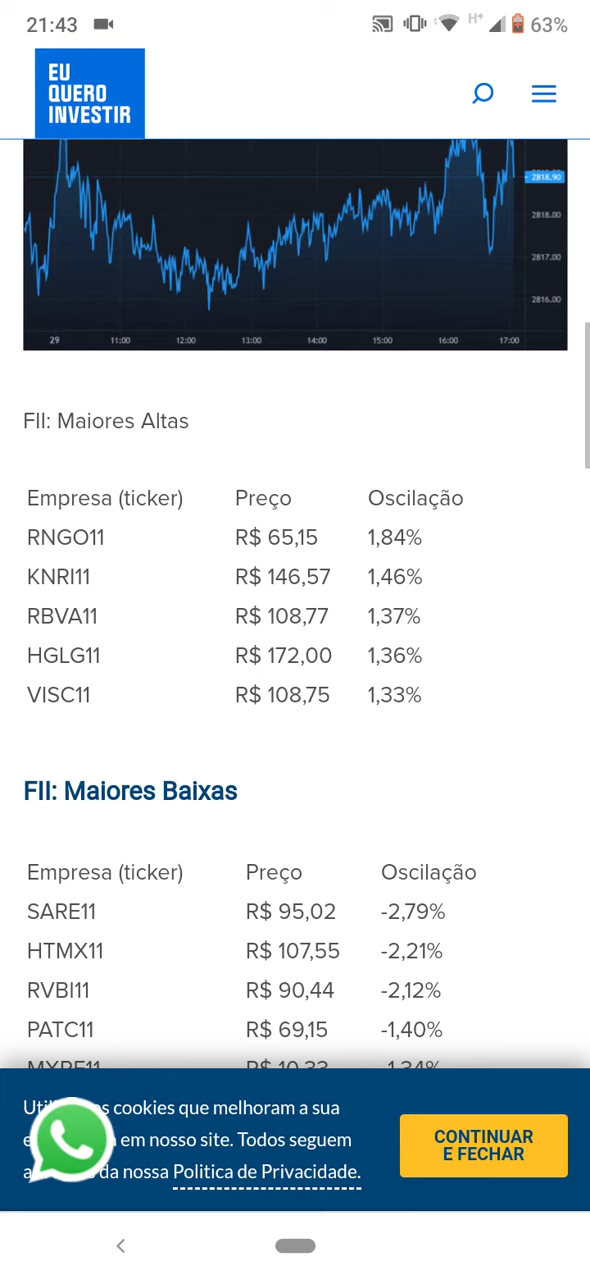 21:43
H+
63%
EU
QUERO
INVESTIR
2818.90
2818.00
2817.00
2816.00
29 11:00 12:00 13:00 14:00 15:00 16:00 17:00
FII: Maiores Altas
Empresa (ticker) Preço Oscilação
RNGO11 R$ 65,15 1,84%
KNRI11 R$ 146,57 1,46%
RBVA11 R$ 108,77 1,37%
HGLG11 R$ 172,00 1,36%
VISC11 R$ 108,75 1,33%
FII: Maiores Baixas
Empresa (ticker) Preço Oscilação
SARE11 R$ 95,02 -2,79%
HTMX11 R$ 107,55 -2,21%
RVBI11 R$ 90,44 -2,12%
PATC11 R$ 69,15 -1,40%
MXRF11 R$ 10,33 -1,34%
cookies que melhoram a sua
em nosso site. Todos seguem
da nossa Politica de Privacidade.
CONTINUAR
E FECHAR